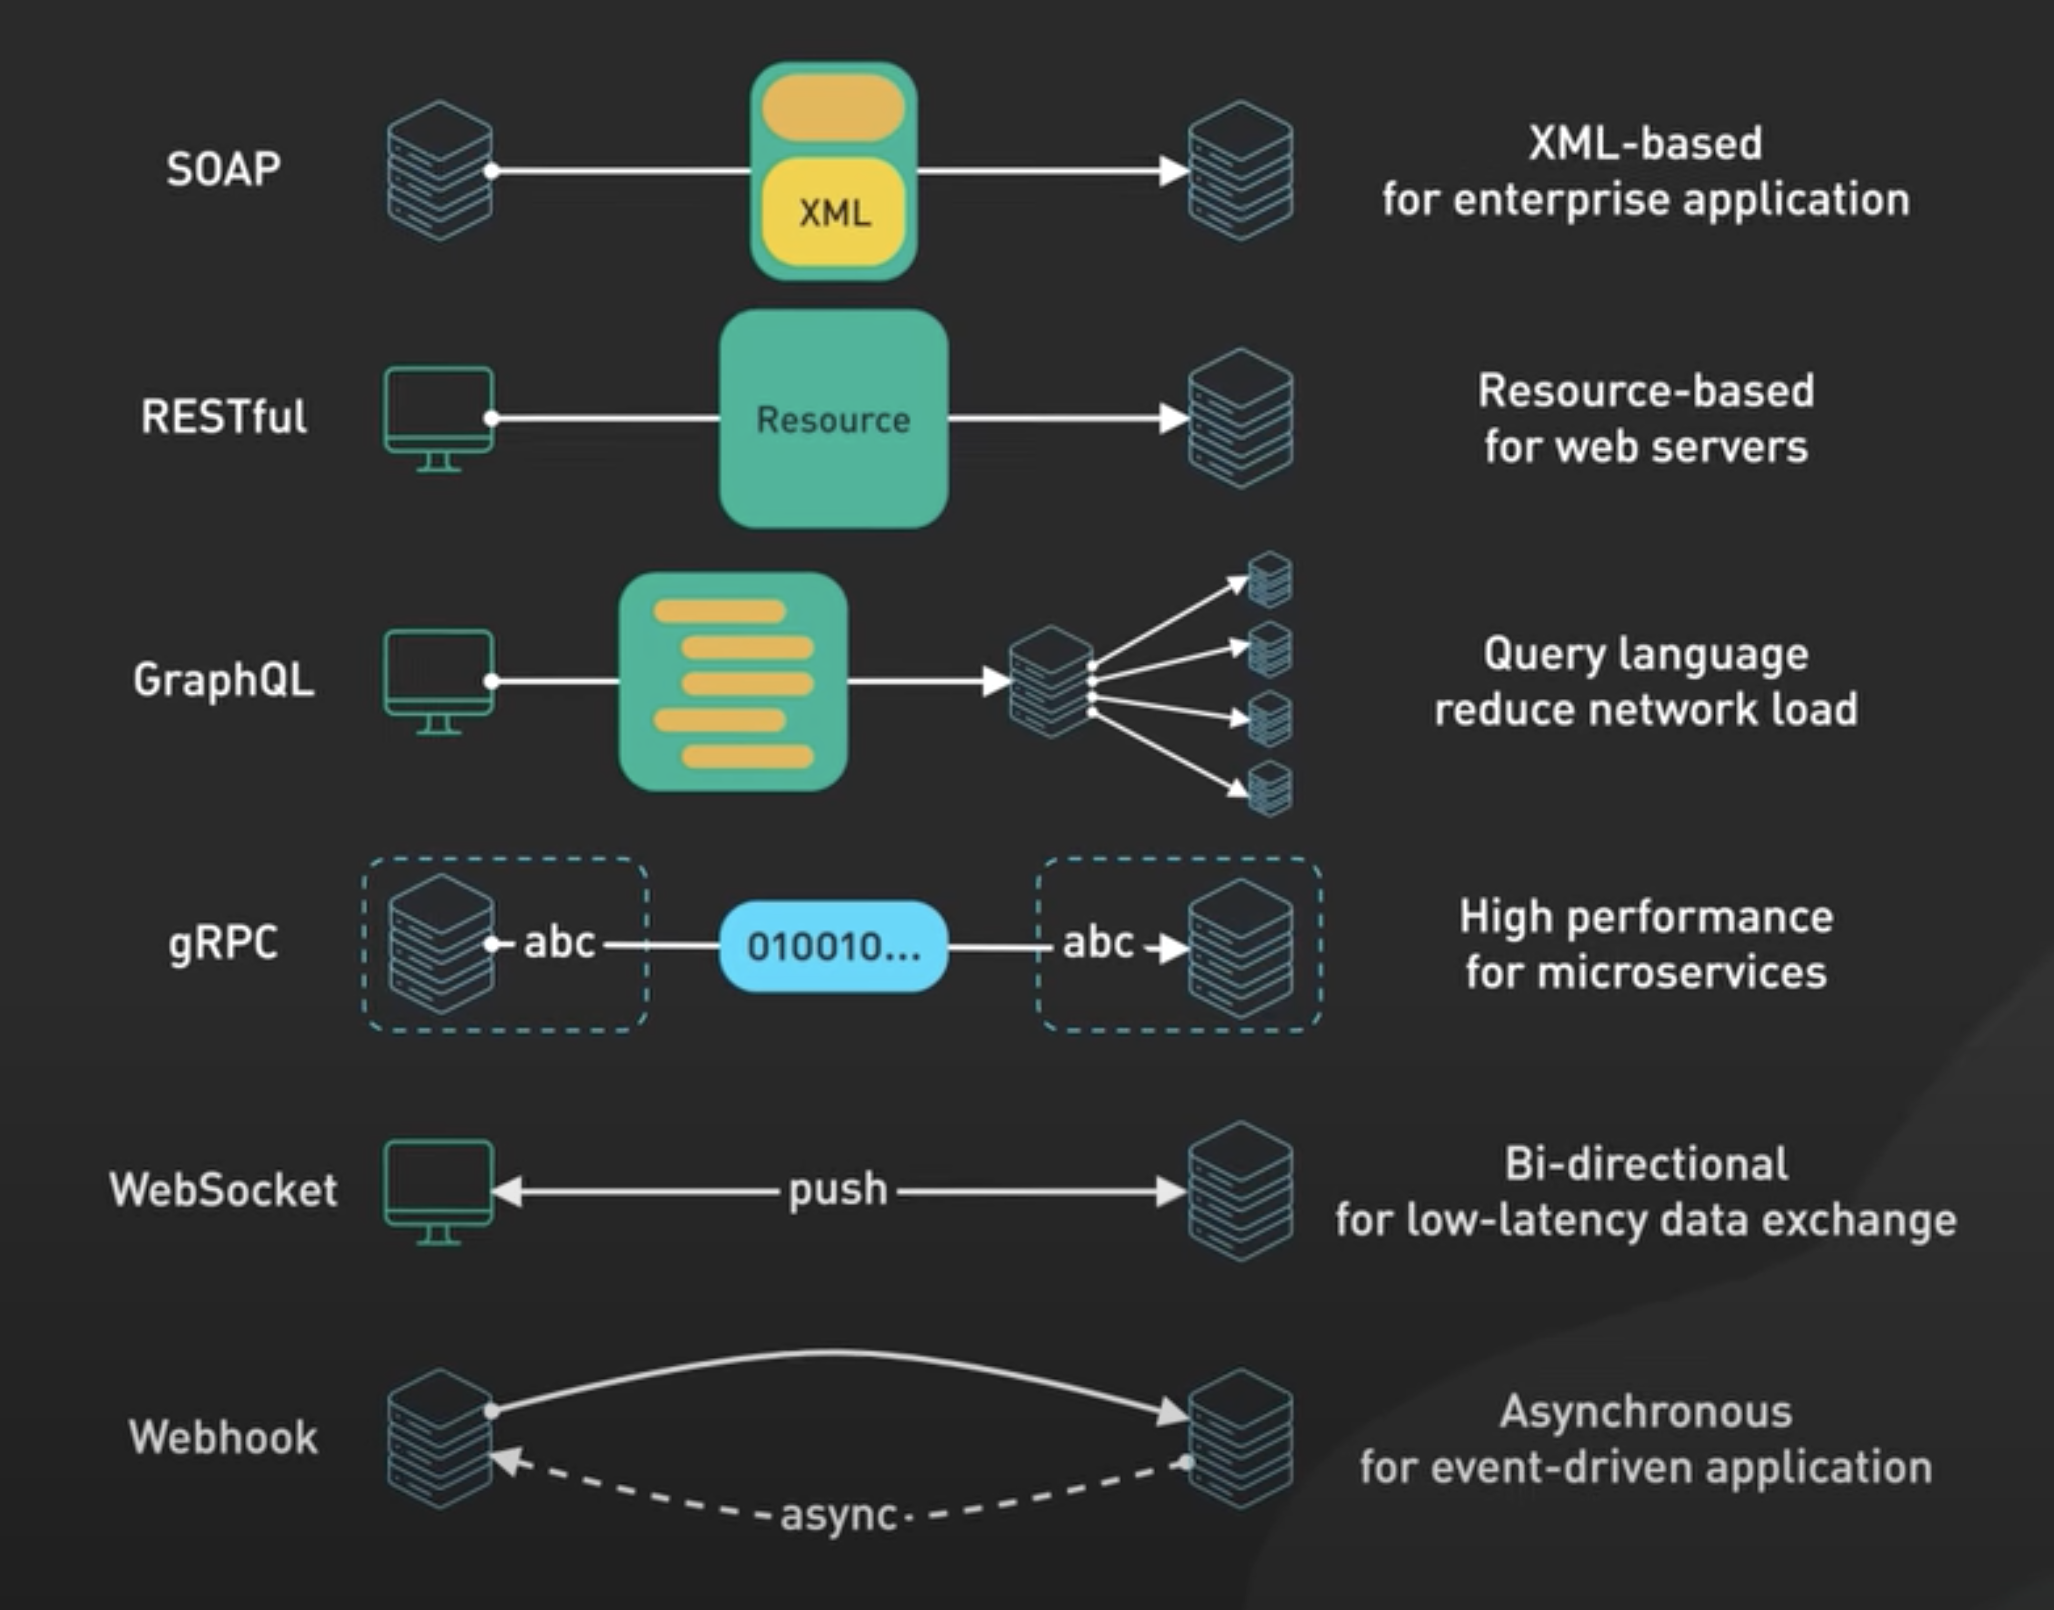 SOAP
XML
XML-based
for enterprise application
RESTful
Resource
Resource-based
for web servers
GraphQL
Query language
reduce network load
gRPC
abc
010010...
abc
High performance
for microservices
WebSocket
push
Bi-directional
for low-latency data exchange
Webhook
async
Asynchronous
for event-driven application